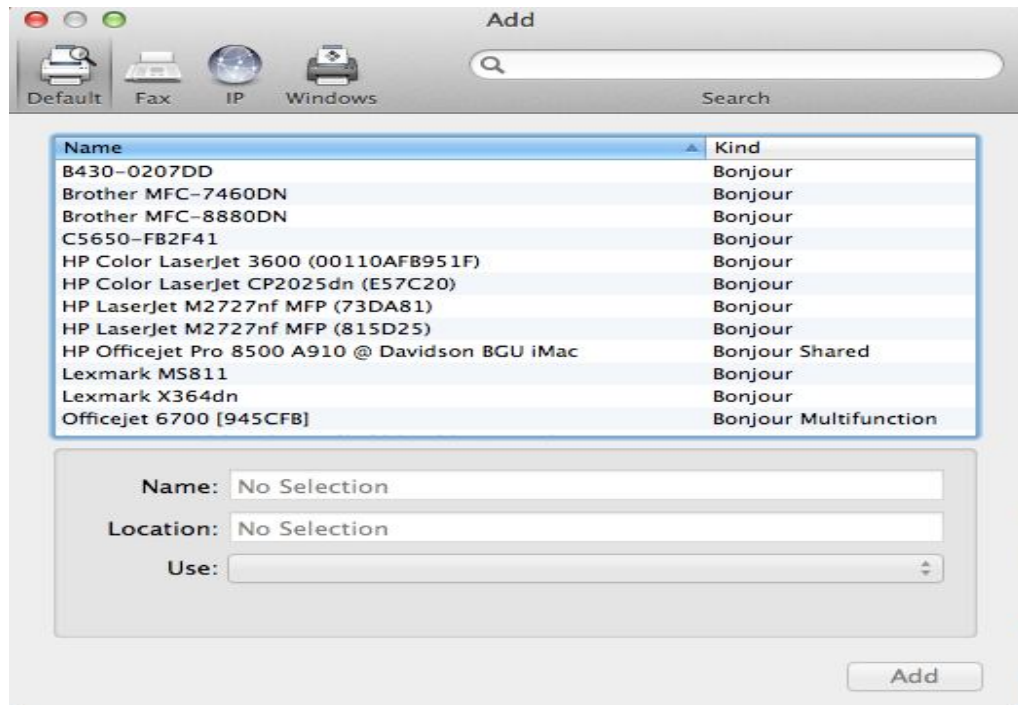 Add
Default Fax IP Windows Search
Name Kind
B430-0207DD Bonjour
Brother MFC-7460DN Bonjour
Brother MFC-8880DN Bonjour
C5650-FB2F41 Bonjour
HP Color LaserJet 3600 (00110AFB951F) Bonjour
HP Color LaserJet CP2025dn (E57C20) Bonjour
HP LaserJet M2727nf MFP (73DA81) Bonjour
HP LaserJet M2727nf MFP (815D25) Bonjour
HP Officejet Pro 8500 A910 @ Davidson BGU iMac Bonjour Shared
Lexmark MS811 Bonjour
Lexmark X364dn Bonjour
Officejet 6700 [945CFB] Bonjour Multifunction
Name: No Selection
Location: No Selection
Use:
Add